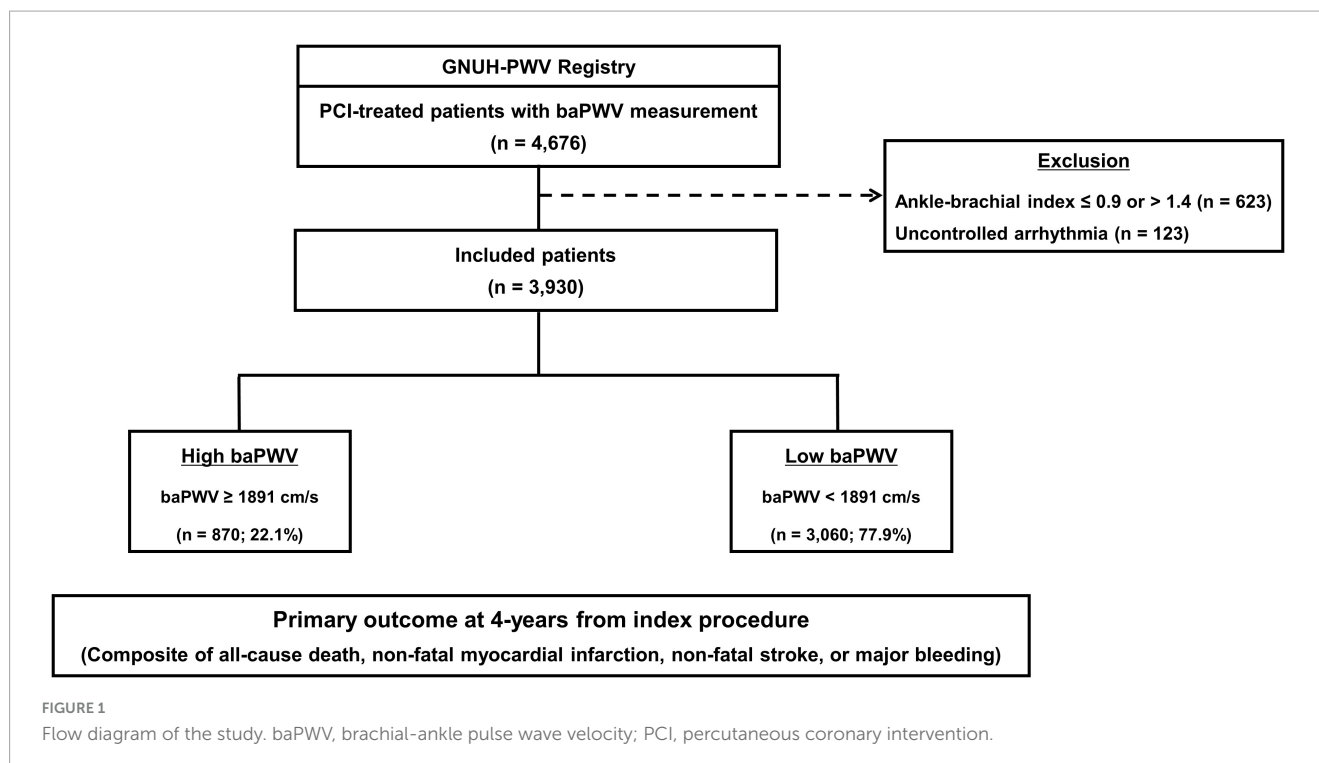 GNUH-PWV Registry
PCI-treated patients with baPWV measurement
(n = 4,676)
Exclusion
Ankle-brachial index ≤ 0.9 or > 1.4 (n = 623)
Uncontrolled arrhythmia (n = 123)
Included patients
(n = 3,930)
High baPWV
baPWV ≥ 1891 cm/s
(n = 870; 22.1%)
Low baPWV
baPWV < 1891 cm/s
(n = 3,060; 77.9%)
Primary outcome at 4-years from index procedure
(Composite of all-cause death, non-fatal myocardial infarction, non-fatal stroke, or major bleeding)
FIGURE 1
Flow diagram of the study. baPWV, brachial-ankle pulse wave velocity; PCI, percutaneous coronary intervention.